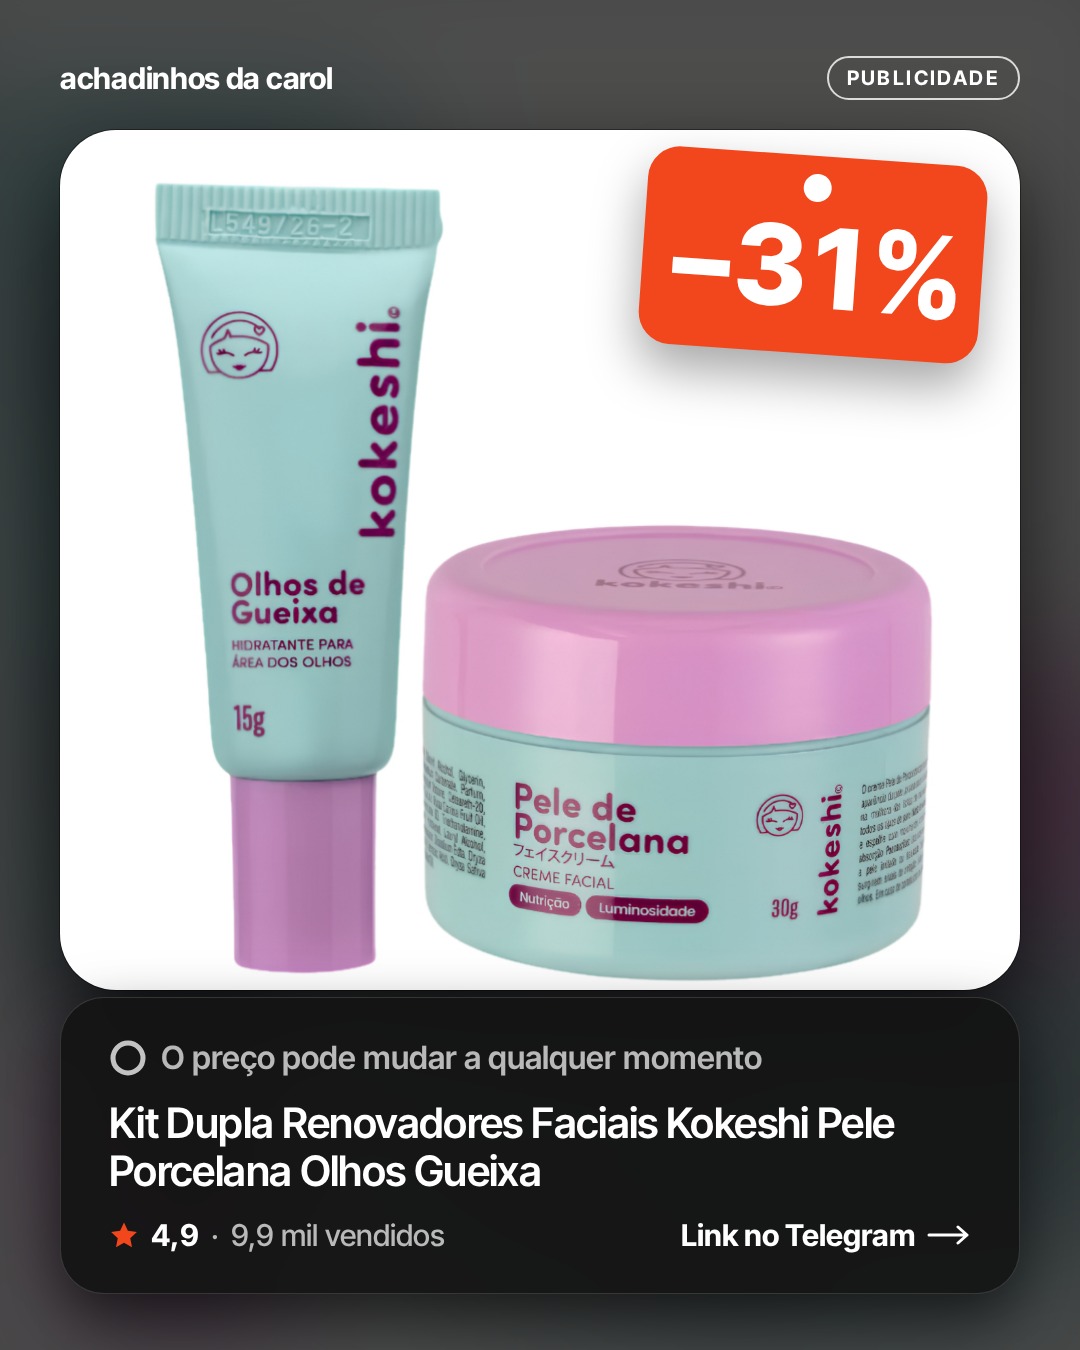 achadinhos da carol
PUBLICIDADE
-31%
L549/26-2
kokeshi
Olhos de
Gueixa
HIDRATANTE PARA
ÁREA DOS OLHOS
15g
kokeshi
Pele de
Porcelana
フェイスクリーム
CREME FACIAL
Nutrição Luminosidade
30g
kokeshi
O preço pode mudar a qualquer momento
Kit Dupla Renovadores Faciais Kokeshi Pele
Porcelana Olhos Gueixa
4,9 · 9,9 mil vendidos
Link no Telegram →